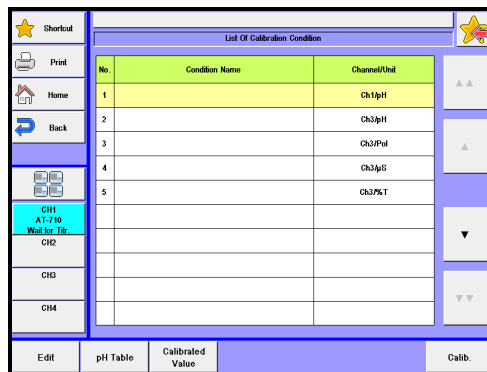 Shortcut
List Of Calibration Condition
Print
Home
Back
No. Condition Name Channel/Unit
1 Ch1/pH
2 Ch3/pH
3 Ch3/Pol
4 Ch3/µS
5 Ch3/%T
CH1
AT-710
Wait for Titr.
CH2
CH3
CH4
Edit
pH Table
Calibrated
Value
Calib.